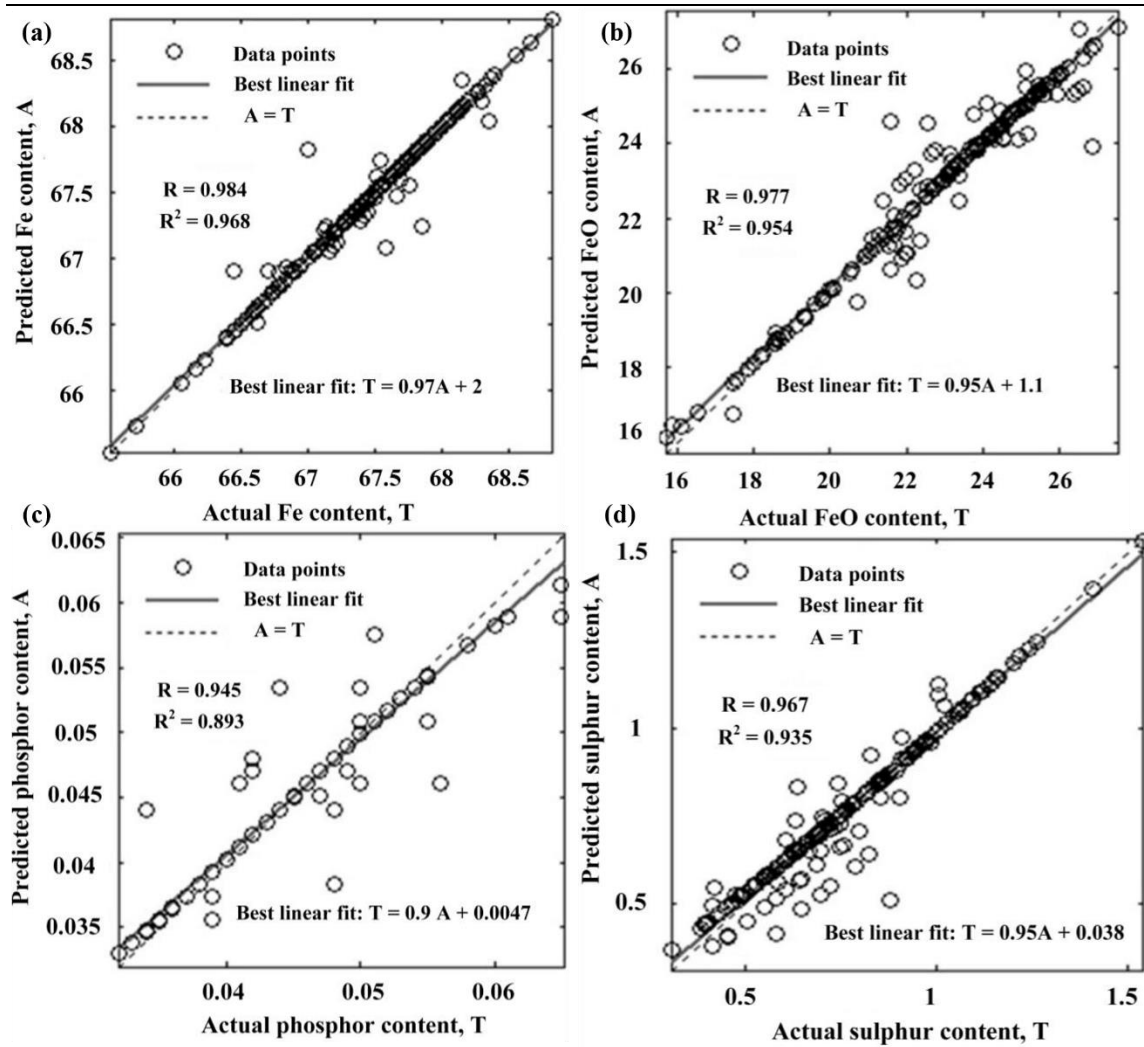 (a)
Data points
Best linear fit
A = T
R = 0.984
R² = 0.968
Best linear fit: T = 0.97A + 2
Predicted Fe content, A
68.5
68
67.5
67
66.5
66
66 66.5 67 67.5 68 68.5
Actual Fe content, T
(b)
Data points
Best linear fit
A = T
R = 0.977
R² = 0.954
Best linear fit: T = 0.95A + 1.1
Predicted FeO content, A
26
24
22
20
18
16
16 18 20 22 24 26
Actual FeO content, T
(c)
Data points
Best linear fit
A = T
R = 0.945
R² = 0.893
Best linear fit: T = 0.9 A + 0.0047
Predicted phosphor content, A
0.065
0.06
0.055
0.05
0.045
0.04
0.035
0.04 0.05 0.06
Actual phosphor content, T
(d)
Data points
Best linear fit
A = T
R = 0.967
R² = 0.935
Best linear fit: T = 0.95A + 0.038
Predicted sulphur content, A
1.5
1
0.5
0.5 1 1.5
Actual sulphur content, T